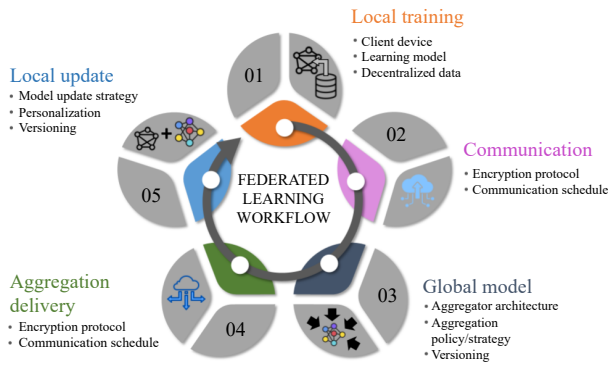 Local training
• Client device
• Learning model
• Decentralized data
01
02
Communication
• Encryption protocol
• Communication schedule
03
Global model
• Aggregator architecture
• Aggregation
policy/strategy
• Versioning
04
Aggregation
delivery
• Encryption protocol
• Communication schedule
05
Local update
• Model update strategy
• Personalization
• Versioning
FEDERATED
LEARNING
WORKFLOW